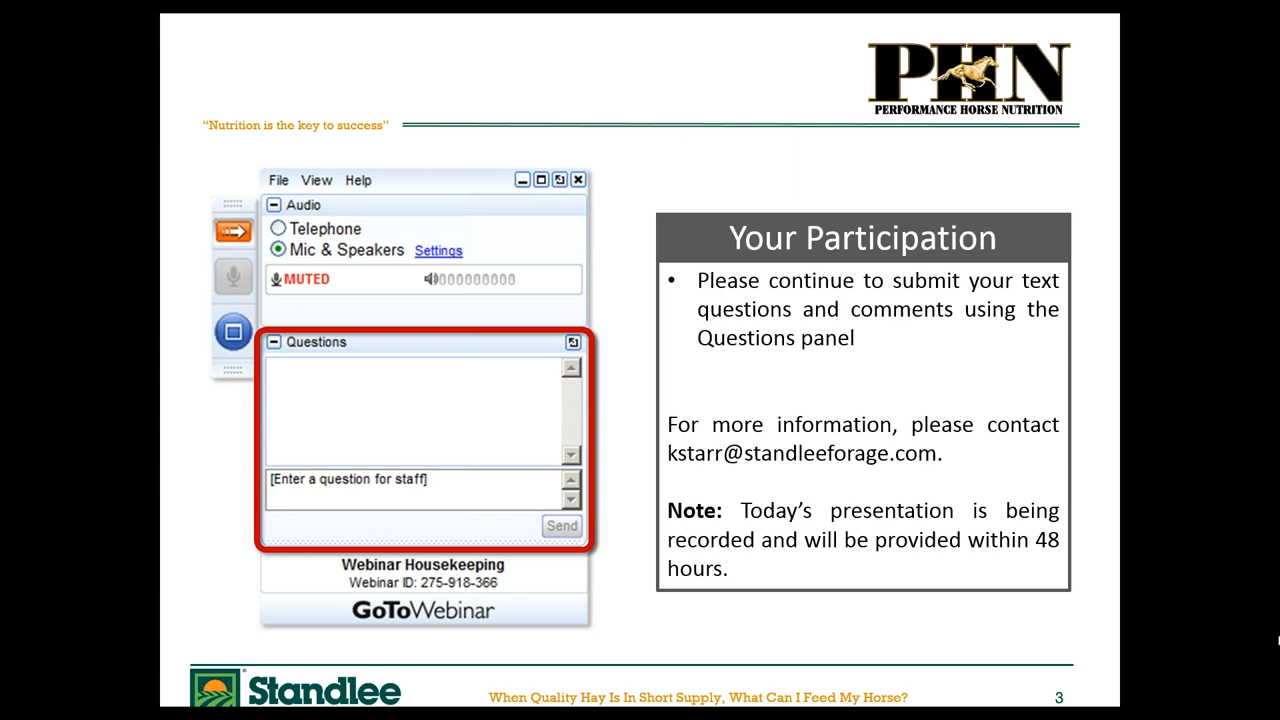 PHN
PERFORMANCE HORSE NUTRITION
“Nutrition is the key to success”
File View Help
Audio
Telephone
Mic & Speakers Settings
MUTED
Questions
[Enter a question for staff]
Send
Webinar Housekeeping
Webinar ID: 275-918-366
GoToWebinar
Your Participation
• Please continue to submit your text
questions and comments using the
Questions panel
For more information, please contact
kstarr@standleeforage.com.
Note: Today’s presentation is being
recorded and will be provided within 48
hours.
Standlee
When Quality Hay Is In Short Supply, What Can I Feed My Horse?
3